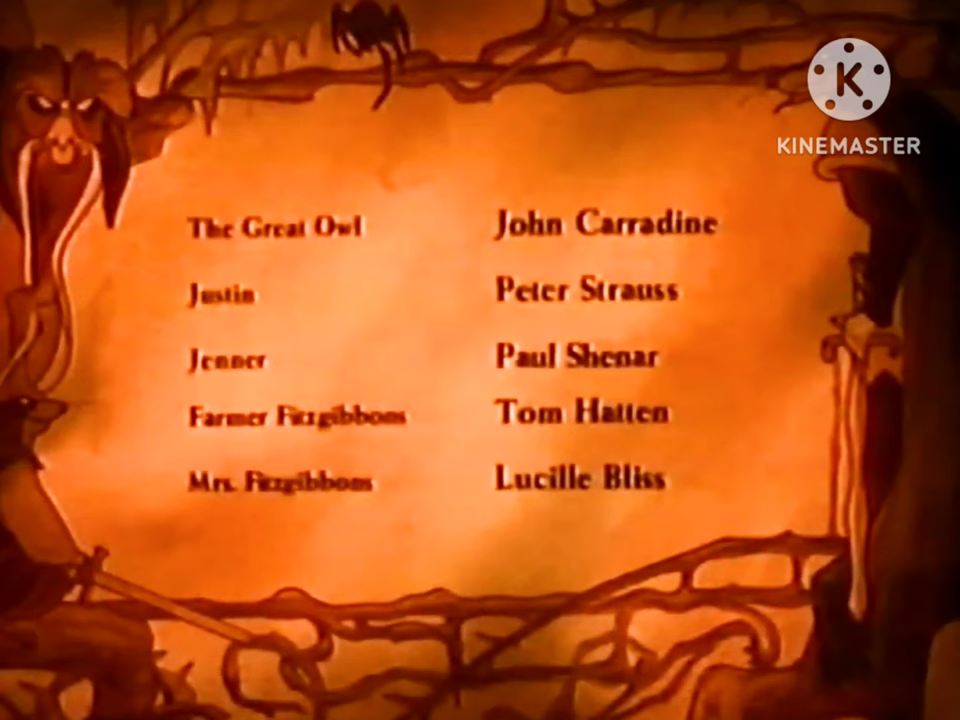 K
KINEMASTER
The Great Owl John Carradine
Justin Peter Strauss
Jenner Paul Shenar
Farmer Fitzgibbons Tom Hatten
Mrs. Fitzgibbons Lucille Bliss